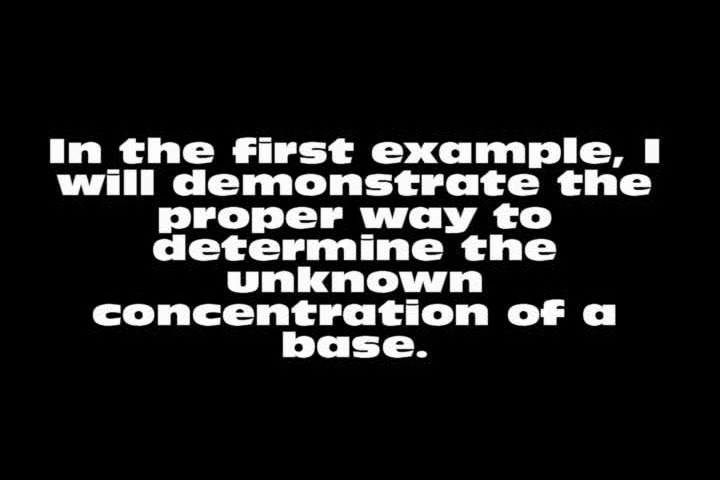 In the first example, I
will demonstrate the
proper way to
determine the
unknown
concentration of a
base.